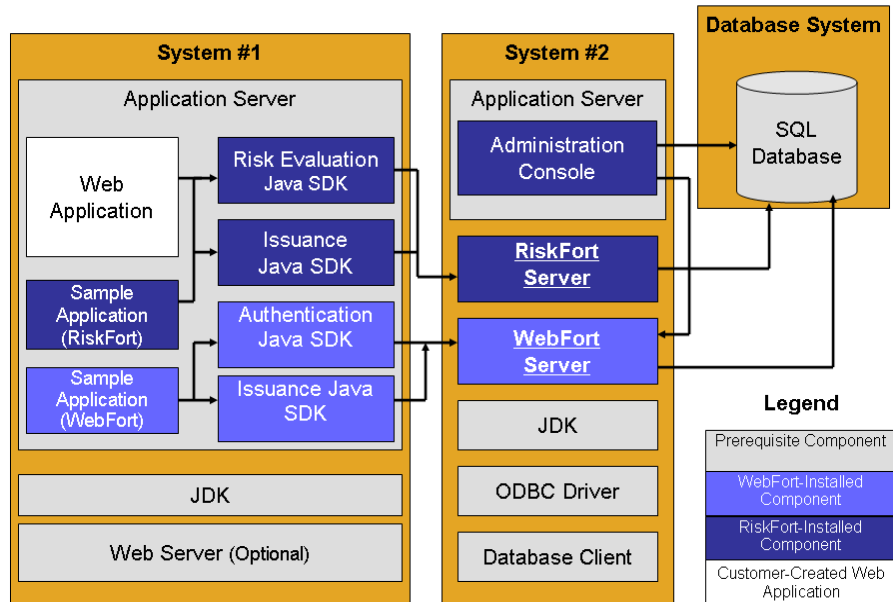 System #1
Application Server
Web
Application
Risk Evaluation
Java SDK
Issuance
Java SDK
Sample
Application
(RiskFort)
Authentication
Java SDK
Sample
Application
(WebFort)
Issuance Java
SDK
JDK
Web Server (Optional)
System #2
Application Server
Administration
Console
RiskFort
Server
WebFort
Server
JDK
ODBC Driver
Database Client
Database System
SQL
Database
Legend
Prerequisite Component
WebFort-Installed
Component
RiskFort-Installed
Component
Customer-Created Web
Application